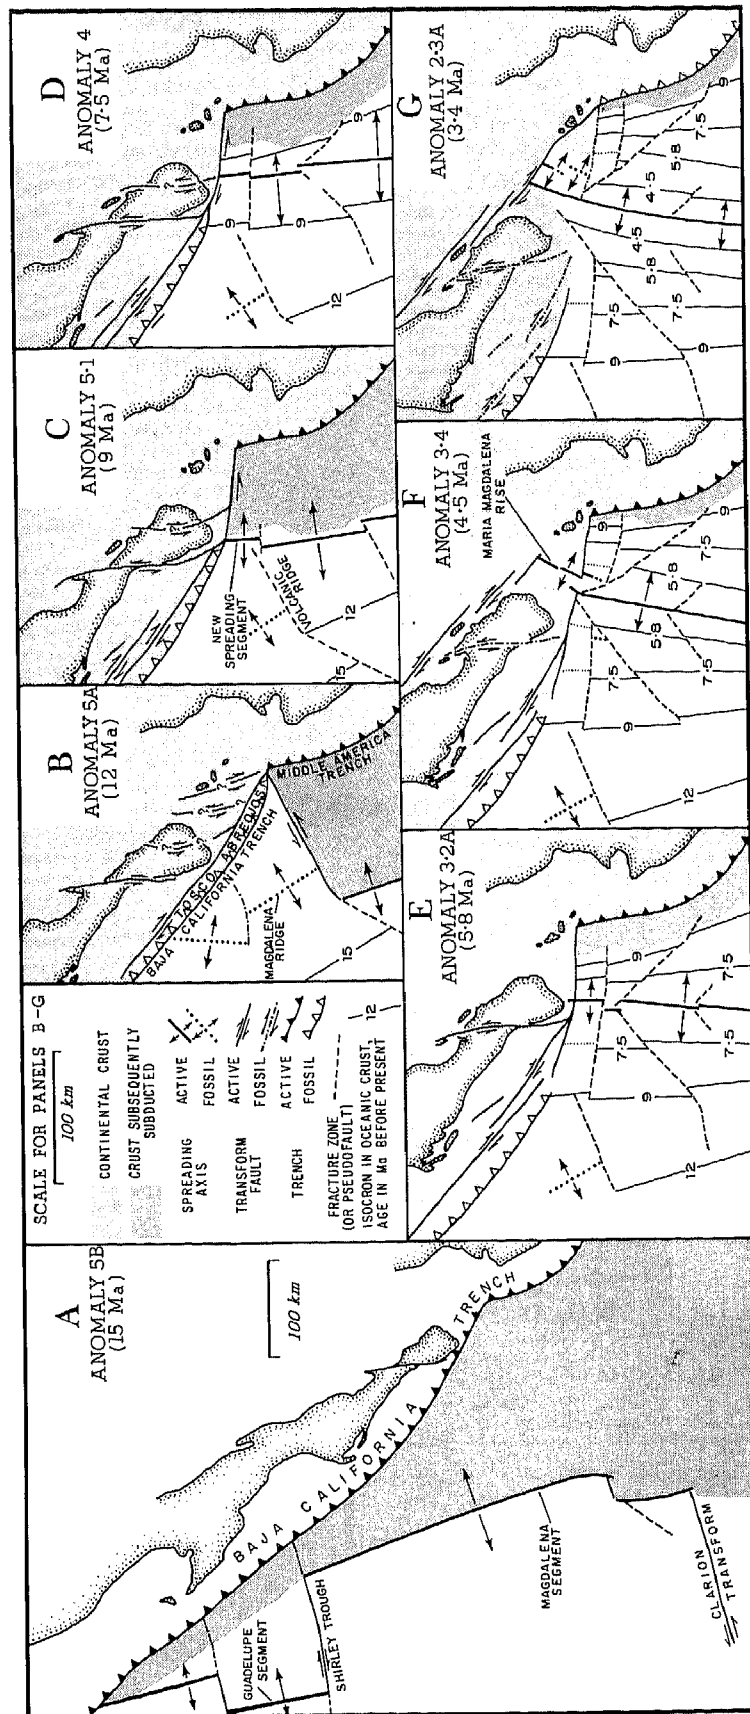 A
ANOMALY 5B
(15 Ma)
100 km
BAJA CALIFORNIA TRENCH
GUADELUPE
SEGMENT
SHIRLEY TROUGH
MAGDALENA
SEGMENT
CLARION
TRANSFORM
SCALE FOR PANELS B-G
100 km
CONTINENTAL CRUST
CRUST SUBSEQUENTLY
SUBDUCTED
SPREADING
AXIS
ACTIVE
FOSSIL
TRANSFORM
FAULT
ACTIVE
FOSSIL
TRENCH
ACTIVE
FOSSIL
FRACTURE ZONE
(OR PSEUDOFAULT)
ISOCRON IN OCEANIC CRUST,
AGE IN Ma BEFORE PRESENT
12
B
ANOMALY 5A
(12 Ma)
TOSCO ABREOJOS
BAJA CALIFORNIA TRENCH
MIDDLE AMERICA
TRENCH
MAGDALENA
RIDGE
15
?
?
?
?
C
ANOMALY 5·1
(9 Ma)
NEW
SPREADING
SEGMENT
VOLCANIC
RIDGE
12
15
D
ANOMALY 4
(7·5 Ma)
9
9
9
12
E
ANOMALY 3·2A
(5·8 Ma)
9
7·5
7·5
9
12
F
ANOMALY 3·4
(4·5 Ma)
MARIA MAGDALENA
RISE
9
7·5
5·8
5·8
7·5
9
12
G
ANOMALY 2·3A
(3·4 Ma)
9
7·5
5·8
4·5
4·5
5·8
7·5
9
9